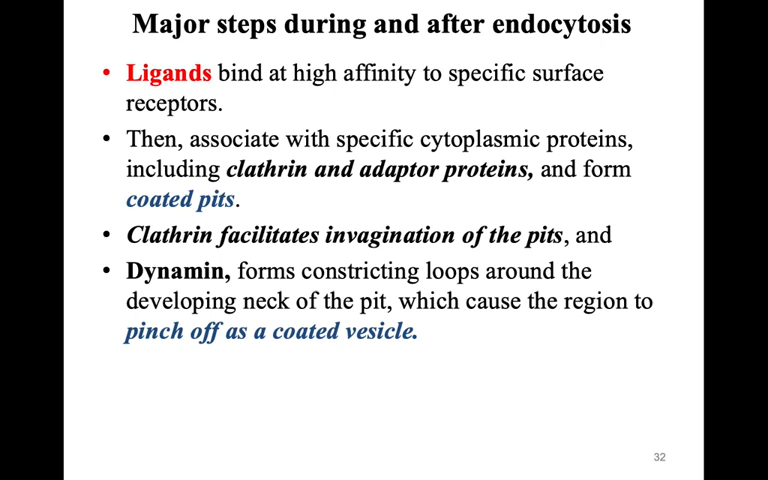 Major steps during and after endocytosis
• Ligands bind at high affinity to specific surface
receptors.
• Then, associate with specific cytoplasmic proteins,
including clathrin and adaptor proteins, and form
coated pits.
• Clathrin facilitates invagination of the pits, and
• Dynamin, forms constricting loops around the
developing neck of the pit, which cause the region to
pinch off as a coated vesicle.
32